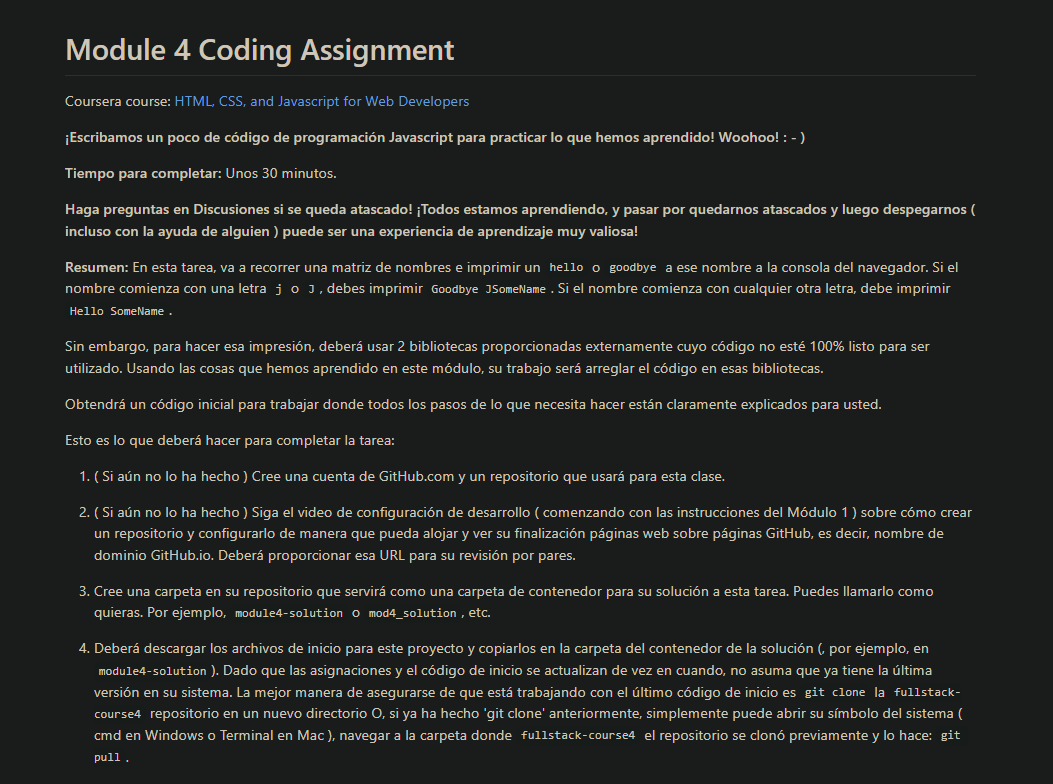 Module 4 Coding Assignment
Coursera course: HTML, CSS, and Javascript for Web Developers
¡Escribamos un poco de código de programación Javascript para practicar lo que hemos aprendido! Woohoo! : - )
Tiempo para completar: Unos 30 minutos.
Haga preguntas en Discusiones si se queda atascado! ¡Todos estamos aprendiendo, y pasar por quedarnos atascados y luego despegarnos (
incluso con la ayuda de alguien ) puede ser una experiencia de aprendizaje muy valiosa!
Resumen: En esta tarea, va a recorrer una matriz de nombres e imprimir un hello o goodbye a ese nombre a la consola del navegador. Si el
nombre comienza con una letra j o J , debes imprimir Goodbye JSomeName . Si el nombre comienza con cualquier otra letra, debe imprimir
Hello SomeName .
Sin embargo, para hacer esa impresión, deberá usar 2 bibliotecas proporcionadas externamente cuyo código no esté 100% listo para ser
utilizado. Usando las cosas que hemos aprendido en este módulo, su trabajo será arreglar el código en esas bibliotecas.
Obtendrá un código inicial para trabajar donde todos los pasos de lo que necesita hacer están claramente explicados para usted.
Esto es lo que deberá hacer para completar la tarea:
1. ( Si aún no lo ha hecho ) Cree una cuenta de GitHub.com y un repositorio que usará para esta clase.
2. ( Si aún no lo ha hecho ) Siga el video de configuración de desarrollo ( comenzando con las instrucciones del Módulo 1 ) sobre cómo crear
un repositorio y configurarlo de manera que pueda alojar y ver su finalización páginas web sobre páginas GitHub, es decir, nombre de
dominio GitHub.io. Deberá proporcionar esa URL para su revisión por pares.
3. Cree una carpeta en su repositorio que servirá como una carpeta de contenedor para su solución a esta tarea. Puedes llamarlo como
quieras. Por ejemplo, module4-solution o mod4_solution , etc.
4. Deberá descargar los archivos de inicio para este proyecto y copiarlos en la carpeta del contenedor de la solución (, por ejemplo, en
module4-solution ). Dado que las asignaciones y el código de inicio se actualizan de vez en cuando, no asuma que ya tiene la última
versión en su sistema. La mejor manera de asegurarse de que está trabajando con el último código de inicio es git clone la fullstack-
course4 repositorio en un nuevo directorio O, si ya ha hecho 'git clone' anteriormente, simplemente puede abrir su símbolo del sistema (
cmd en Windows o Terminal en Mac ), navegar a la carpeta donde fullstack-course4 el repositorio se clonó previamente y lo hace: git
pull .